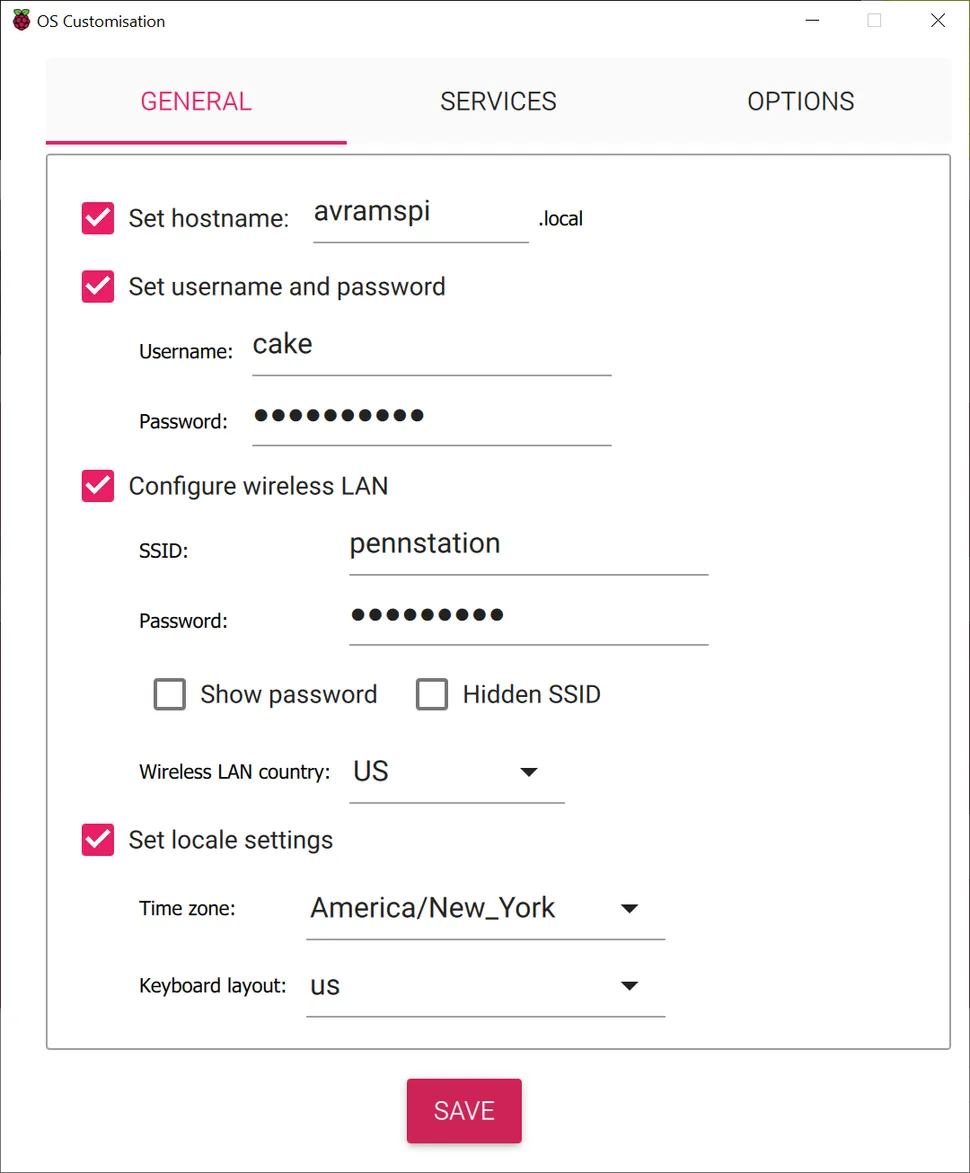 OS Customisation
GENERAL SERVICES OPTIONS
Set hostname: avramspi .local
Set username and password
Username: cake
Password: ●●●●●●●●●●
Configure wireless LAN
SSID: pennstation
Password: ●●●●●●●●●
Show password Hidden SSID
Wireless LAN country: US
Set locale settings
Time zone: America/New_York
Keyboard layout: us
SAVE